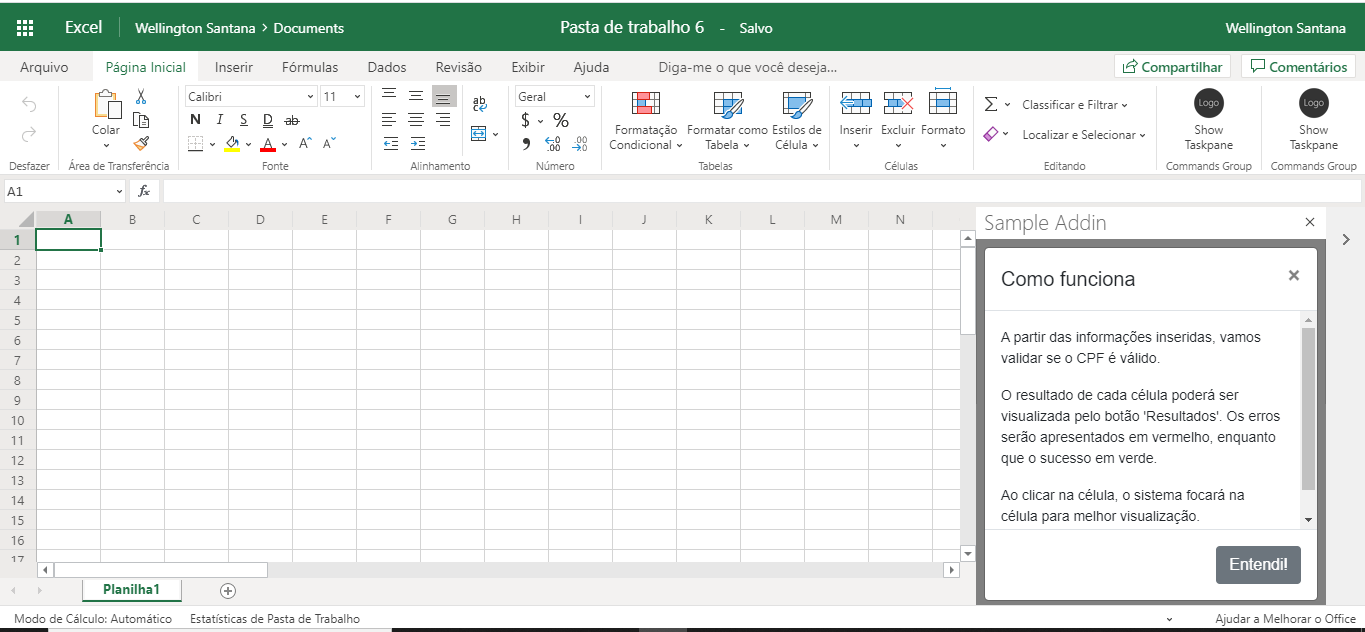 Excel Wellington Santana > Documents Pasta de trabalho 6 - Salvo Wellington Santana
Arquivo Página Inicial Inserir Fórmulas Dados Revisão Exibir Ajuda Diga-me o que você deseja... Compartilhar Comentários
Calibri 11 ab Geral Σ Classificar e Filtrar Logo Logo
N I S D ab $ %
Colar Formatação Formatar como Estilos de Inserir Excluir Formato Localizar e Selecionar Show Show
Condicional Tabela Célula Taskpane Taskpane
A A A ,00 ,00
Desfazer Área de Transferência Fonte Alinhamento Número Tabelas Células Editando Commands Group Commands Group
A1 fx
A B C D E F G H I J K L M N
Sample Addin ×
1
2
3
4
5
6
7
8
9
10
11
12
13
14
15
16
17
Como funciona ×
A partir das informações inseridas, vamos
validar se o CPF é válido.
O resultado de cada célula poderá ser
visualizada pelo botão 'Resultados'. Os erros
serão apresentados em vermelho, enquanto
que o sucesso em verde.
Ao clicar na célula, o sistema focará na
célula para melhor visualização.
Entendi!
Planilha1
Modo de Cálculo: Automático Estatísticas de Pasta de Trabalho Ajudar a Melhorar o Office